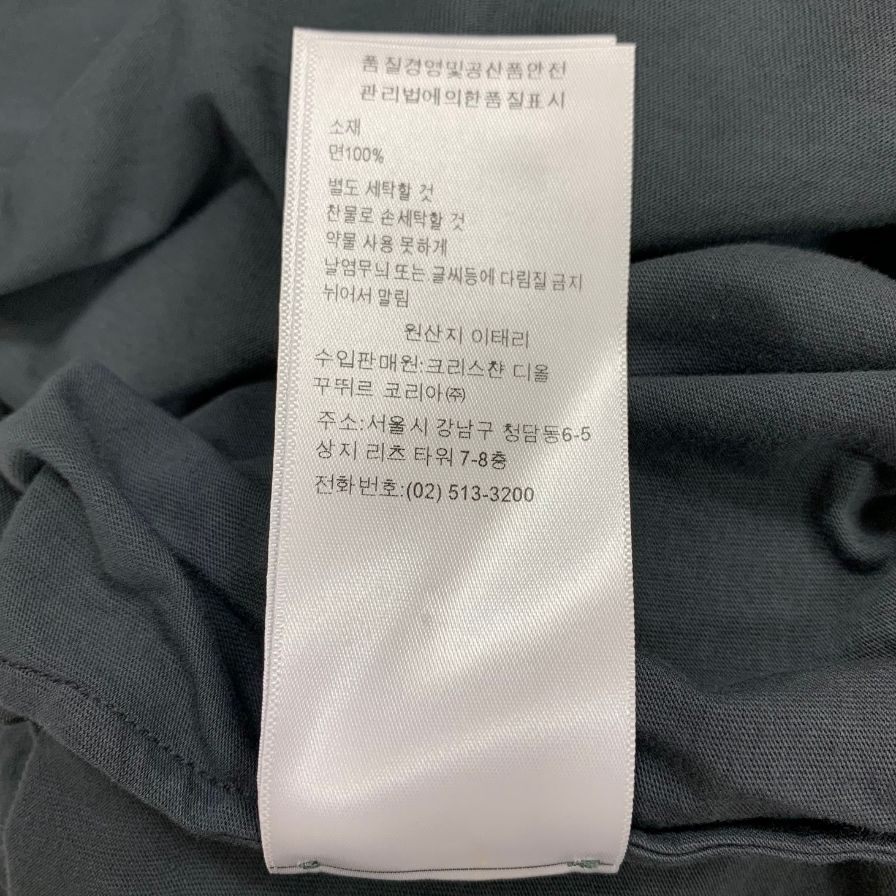 품질경영및공산품안전
관리법에의한품질표시
소재
면100%
별도 세탁할 것
찬물로 손세탁할 것
약물 사용 못하게
날염무늬 또는 글씨등에 다림질 금지
뉘어서 말림
원산지 이태리
수입판매원:크리스챤 디올
꾸뛰르 코리아㈜
주소:서울시 강남구 청담동6-5
상지 리츠 타워 7-8층
전화번호:(02) 513-3200